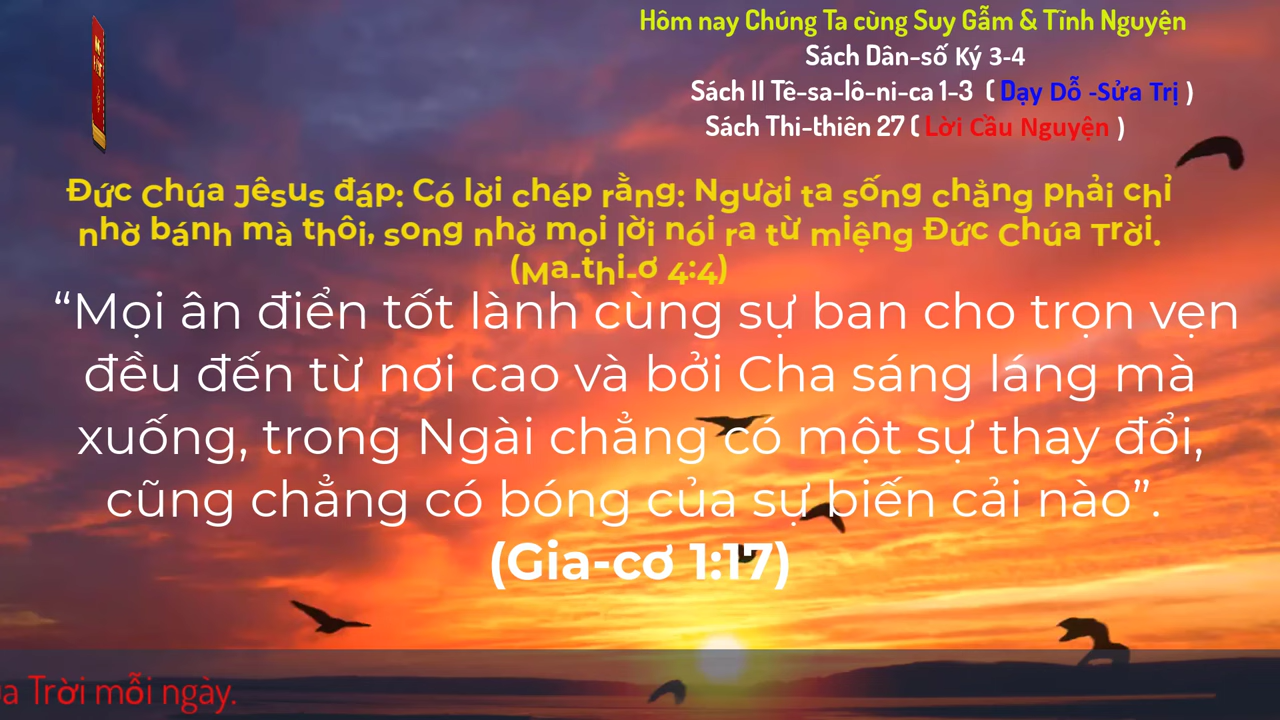 Hôm nay Chúng Ta cùng Suy Gẫm & Tĩnh Nguyện
Sách Dân-số Ký 3-4
Sách II Tê-sa-lô-ni-ca 1-3 ( Dạy Dỗ -Sửa Trị )
Sách Thi-thiên 27 ( Lời Cầu Nguyện )
Đức Chúa Jêsus đáp: Có lời chép rằng: Người ta sống chẳng phải chỉ
nhờ bánh mà thôi, song nhờ mọi lời nói ra từ miệng Đức Chúa Trời.
(Ma-thi-ơ 4:4)
“Mọi ân điển tốt lành cùng sự ban cho trọn vẹn
đều đến từ nơi cao và bởi Cha sáng láng mà
xuống, trong Ngài chẳng có một sự thay đổi,
cũng chẳng có bóng của sự biến cải nào”.
(Gia-cơ 1:17)
Trời mỗi ngày.